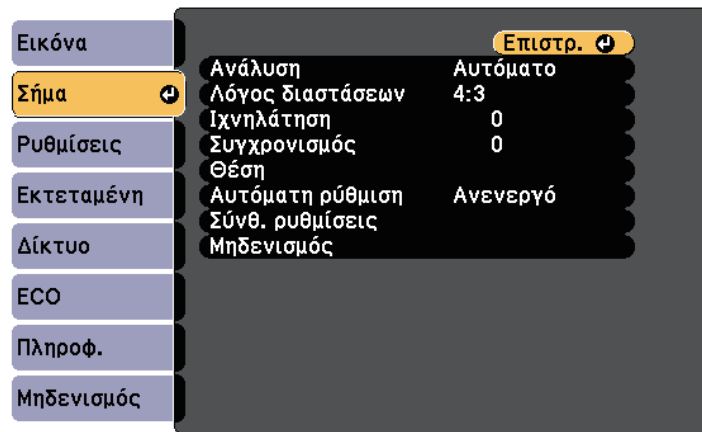 Εικόνα
Σήμα
Ρυθμίσεις
Εκτεταμένη
Δίκτυο
ECO
Πληροφ.
Μηδενισμός
Επιστρ.
Ανάλυση Αυτόματο
Λόγος διαστάσεων 4:3
Ιχνηλάτηση 0
Συγχρονισμός 0
Θέση
Αυτόματη ρύθμιση Ανενεργό
Σύνθ. ρυθμίσεις
Μηδενισμός